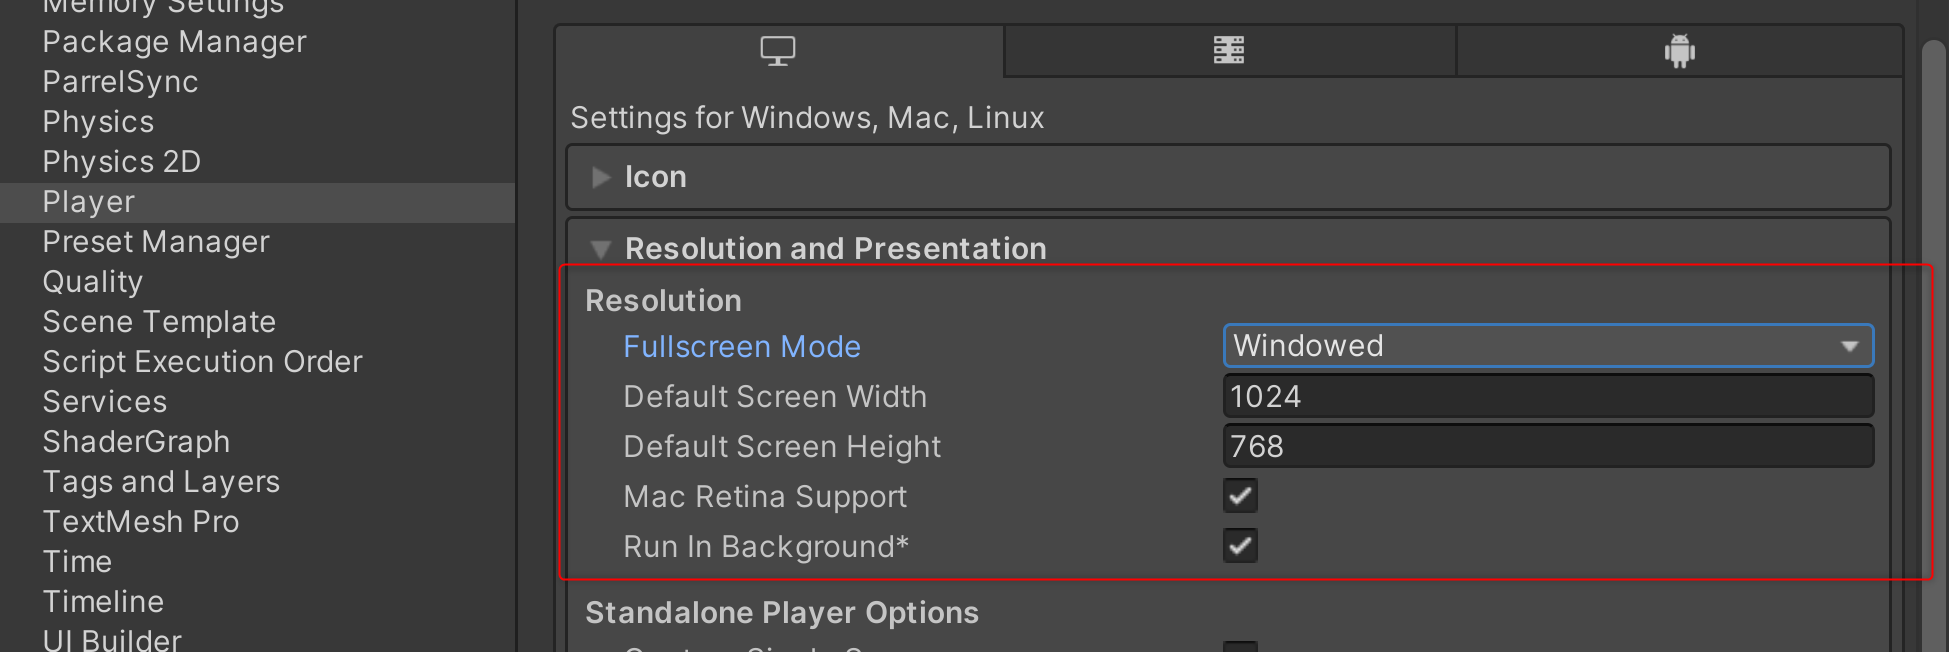 Memory Settings
Package Manager
ParrelSync
Physics
Physics 2D
Player
Preset Manager
Quality
Scene Template
Script Execution Order
Services
ShaderGraph
Tags and Layers
TextMesh Pro
Time
Timeline
UI Builder
Settings for Windows, Mac, Linux
Icon
Resolution and Presentation
Resolution
Fullscreen Mode Windowed
Default Screen Width 1024
Default Screen Height 768
Mac Retina Support
Run In Background*
Standalone Player Options